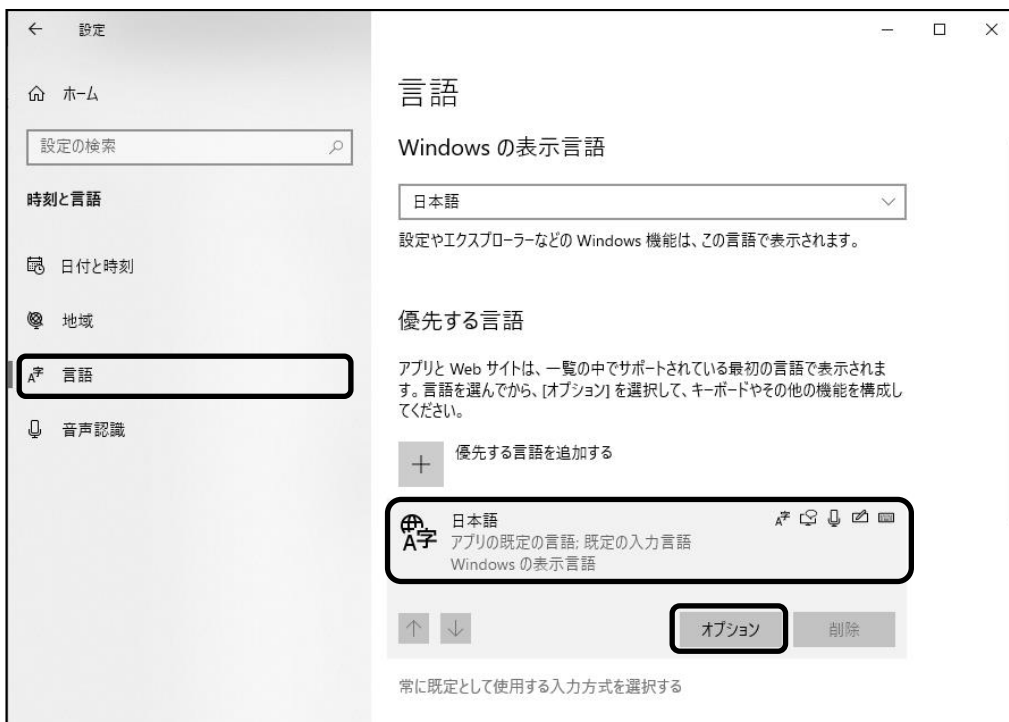 設定
ホーム
設定の検索
時刻と言語
日付と時刻
地域
言語
音声認識
言語
Windows の表示言語
日本語
設定やエクスプローラーなどの Windows 機能は、この言語で表示されます。
優先する言語
アプリと Web サイトは、一覧の中でサポートされている最初の言語で表示されま
す。言語を選んでから、[オプション] を選択して、キーボードやその他の機能を構成し
てください。
優先する言語を追加する
日本語
アプリの既定の言語; 既定の入力言語
Windows の表示言語
オプション
削除
常に既定として使用する入力方式を選択する